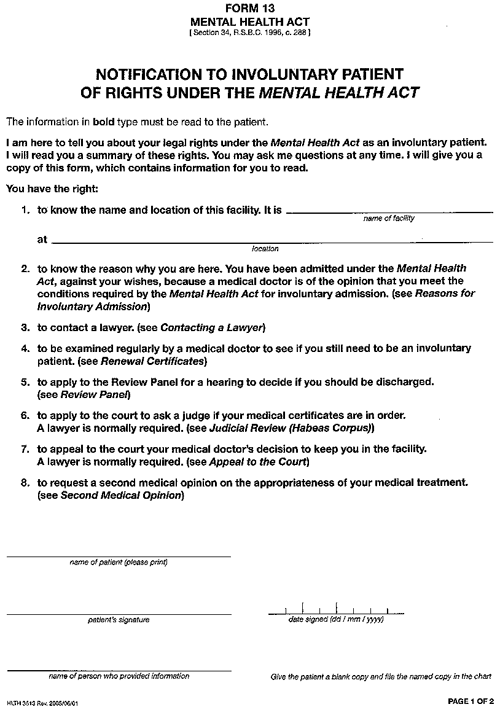 FORM 13
MENTAL HEALTH ACT
[ Section 34, R.S.B.C. 1996, c. 288 ]
NOTIFICATION TO INVOLUNTARY PATIENT
OF RIGHTS UNDER THE MENTAL HEALTH ACT
The information in bold type must be read to the patient.
I am here to tell you about your legal rights under the Mental Health Act as an involuntary patient.
I will read you a summary of these rights. You may ask me questions at any time. I will give you a
copy of this form, which contains information for you to read.
You have the right:
1. to know the name and location of this facility. It is
name of facility
at
location
2. to know the reason why you are here. You have been admitted under the Mental Health
Act, against your wishes, because a medical doctor is of the opinion that you meet the
conditions required by the Mental Health Act for involuntary admission. (see Reasons for
Involuntary Admission)
3. to contact a lawyer. (see Contacting a Lawyer)
4. to be examined regularly by a medical doctor to see if you still need to be an involuntary
patient. (see Renewal Certificates)
5. to apply to the Review Panel for a hearing to decide if you should be discharged.
(see Review Panel)
6. to apply to the court to ask a judge if your medical certificates are in order.
A lawyer is normally required. (see Judicial Review (Habeas Corpus))
7. to appeal to the court your medical doctor's decision to keep you in the facility.
A lawyer is normally required. (see Appeal to the Court)
8. to request a second medical opinion on the appropriateness of your medical treatment.
(see Second Medical Opinion)
name of patient (please print)
patient's signature
date signed (dd / mm / yyyy)
name of person who provided information
Give the patient a blank copy and file the named copy in the chart
HLTH 3513 Rev. 2005/06/01
PAGE 1 OF 2